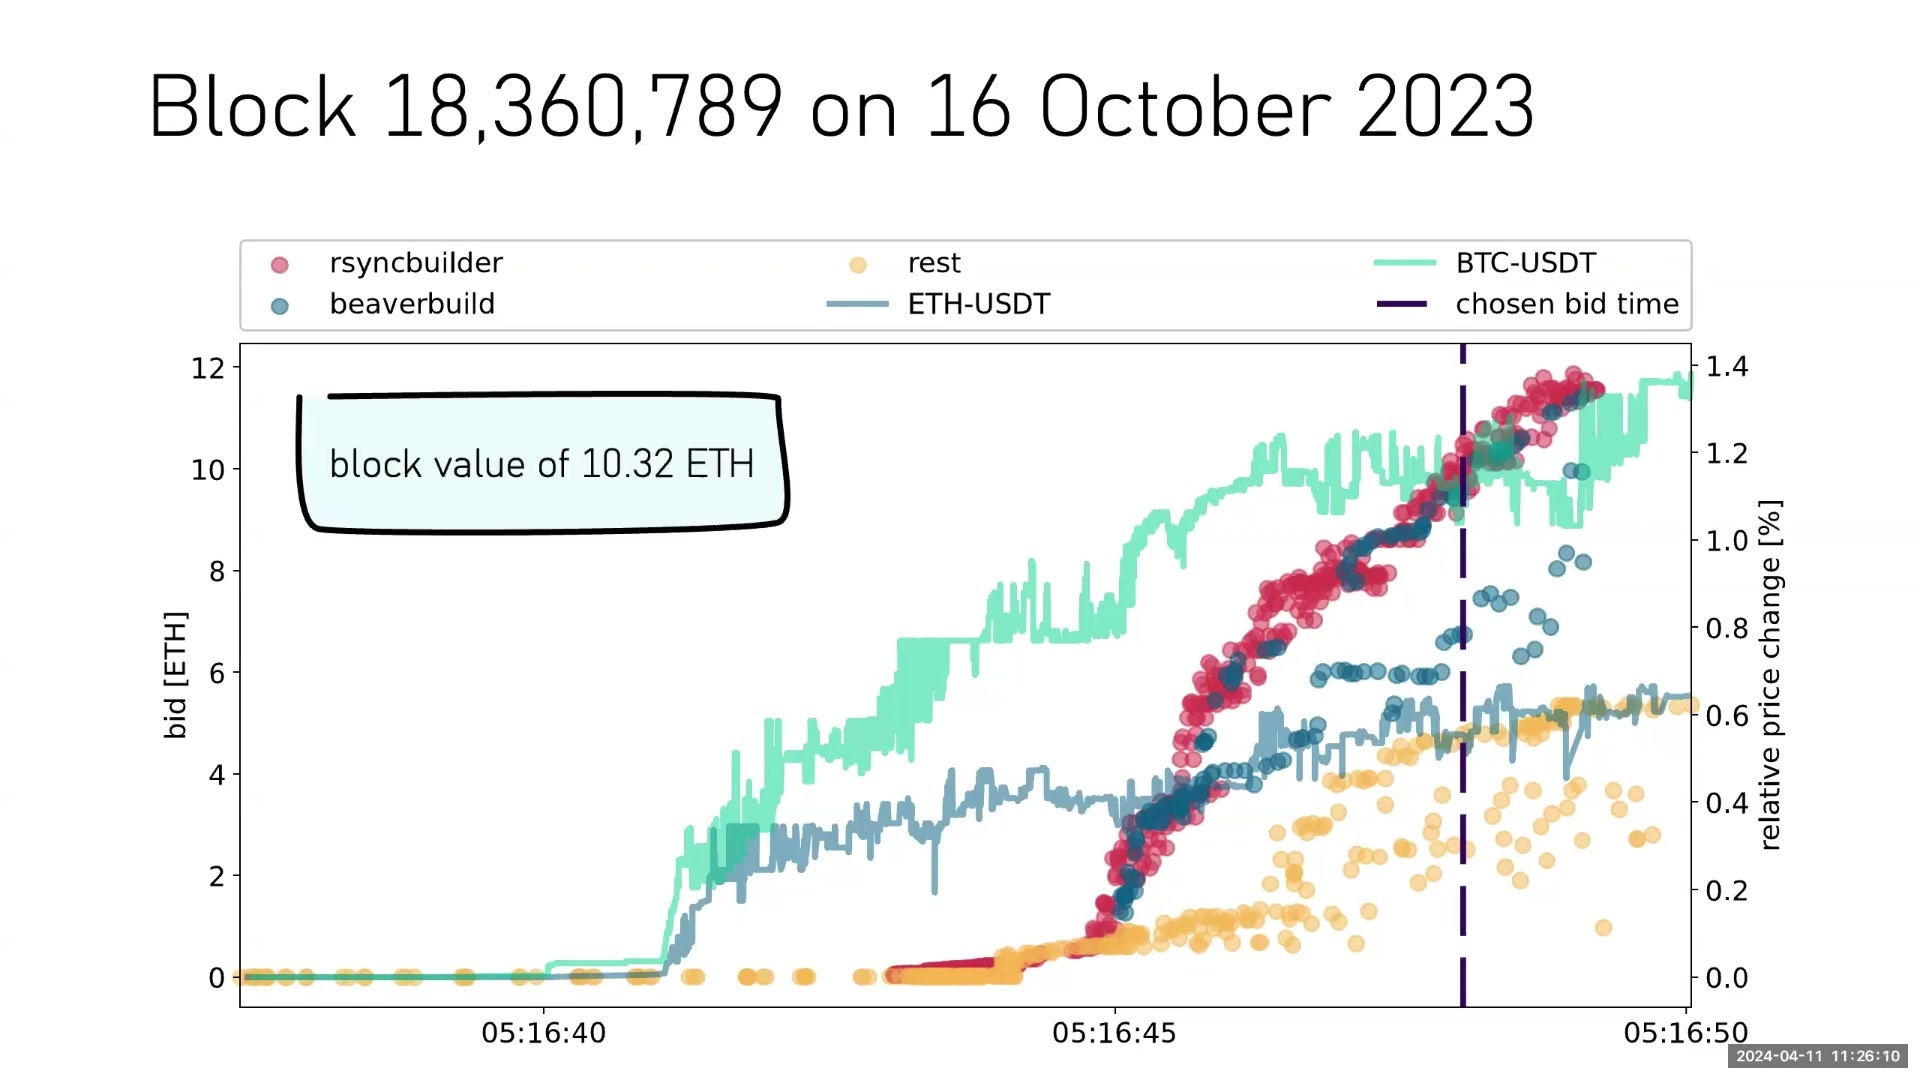 Block 18,360,789 on 16 October 2023
rsyncbuilder
rest
BTC-USDT
beaverbuild
ETH-USDT
chosen bid time
block value of 10.32 ETH
bid [ETH]
12
10
8
6
4
2
0
1.4
1.2
1.0
0.8
0.6
0.4
0.2
0.0
relative price change [%]
05:16:40
05:16:45
05:16:50
2024-04-11 11:26:10